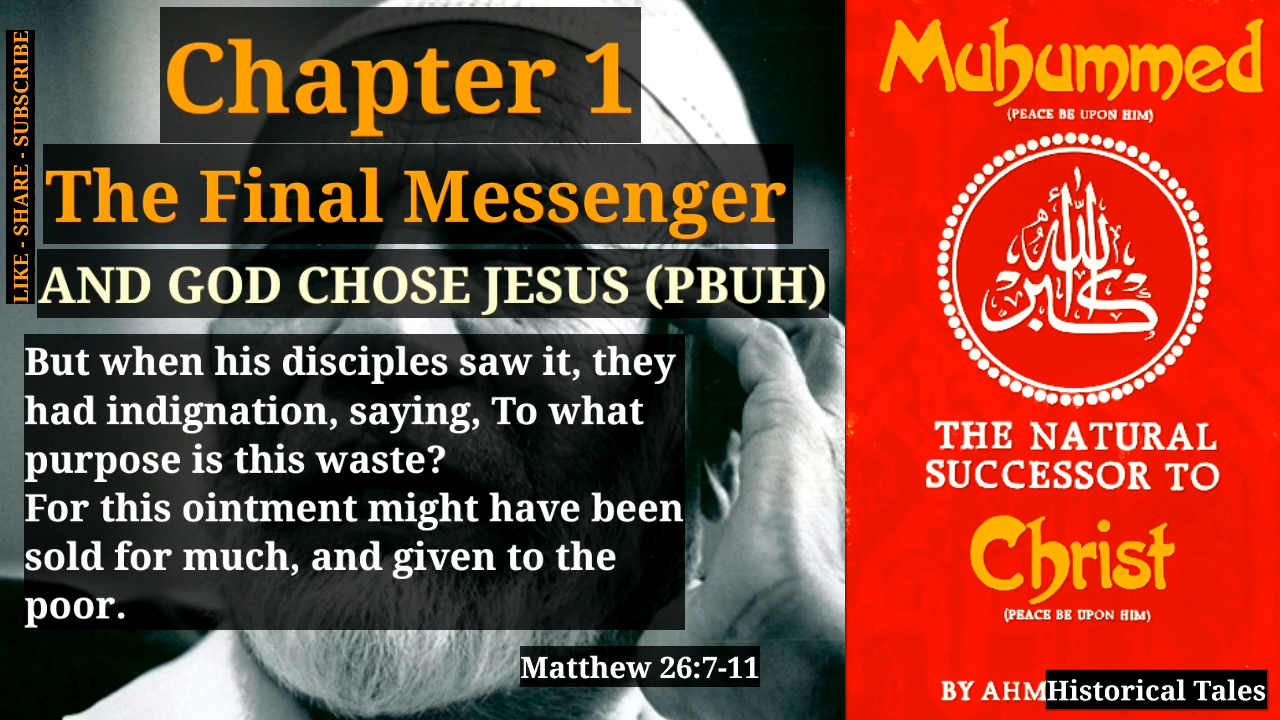 LIKE - SHARE - SUBSCRIBE
Chapter 1
The Final Messenger
AND GOD CHOSE JESUS (PBUH)
But when his disciples saw it, they
had indignation, saying, To what
purpose is this waste?
For this ointment might have been
sold for much, and given to the
poor.
Matthew 26:7-11
Muhummed
(PEACE BE UPON HIM)
الله أكبر
THE NATURAL
SUCCESSOR TO
Christ
(PEACE BE UPON HIM)
BY AHM
Historical Tales